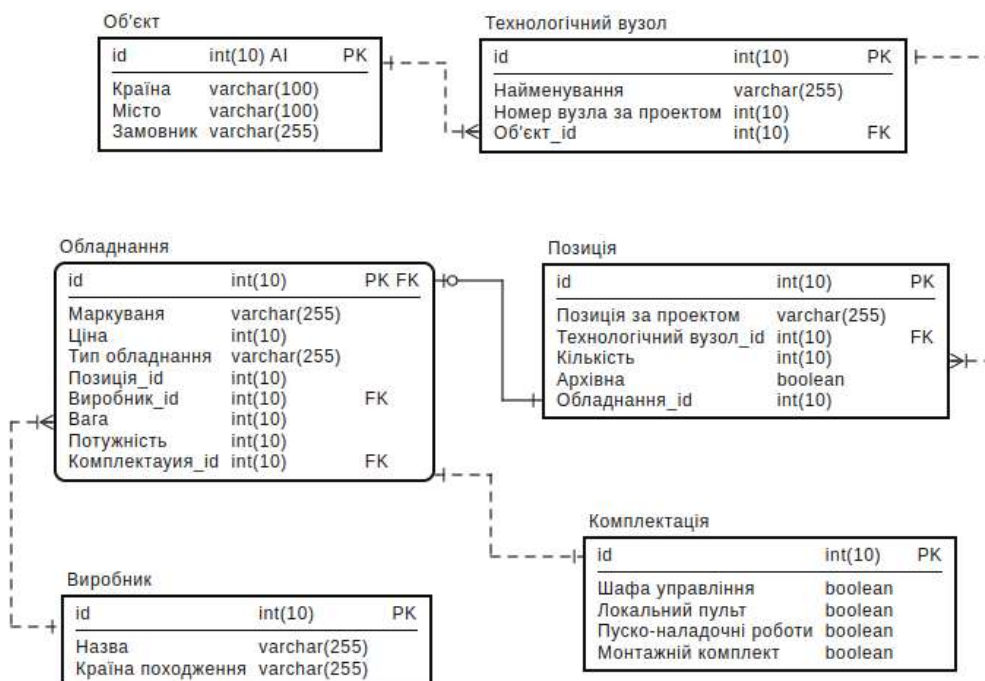 Об'єкт
id int(10) AI PK
Країна varchar(100)
Місто varchar(100)
Замовник varchar(255)
Технологічний вузол
id int(10) PK
Найменування varchar(255)
Номер вузла за проектом int(10)
Об'єкт_id int(10) FK
Обладнання
id int(10) PK FK
Маркуваня varchar(255)
Ціна int(10)
Тип обладнання varchar(255)
Позиція_id int(10)
Виробник_id int(10) FK
Вага int(10)
Потужність int(10)
Комплектауия_id int(10) FK
Позиція
id int(10) PK
Позиція за проектом varchar(255)
Технологічний вузол_id int(10) FK
Кількість int(10)
Архівна boolean
Обладнання_id int(10)
Виробник
id int(10) PK
Назва varchar(255)
Країна походження varchar(255)
Комплектація
id int(10) PK
Шафа управління boolean
Локальний пульт boolean
Пуско-наладочні роботи boolean
Монтажній комплект boolean